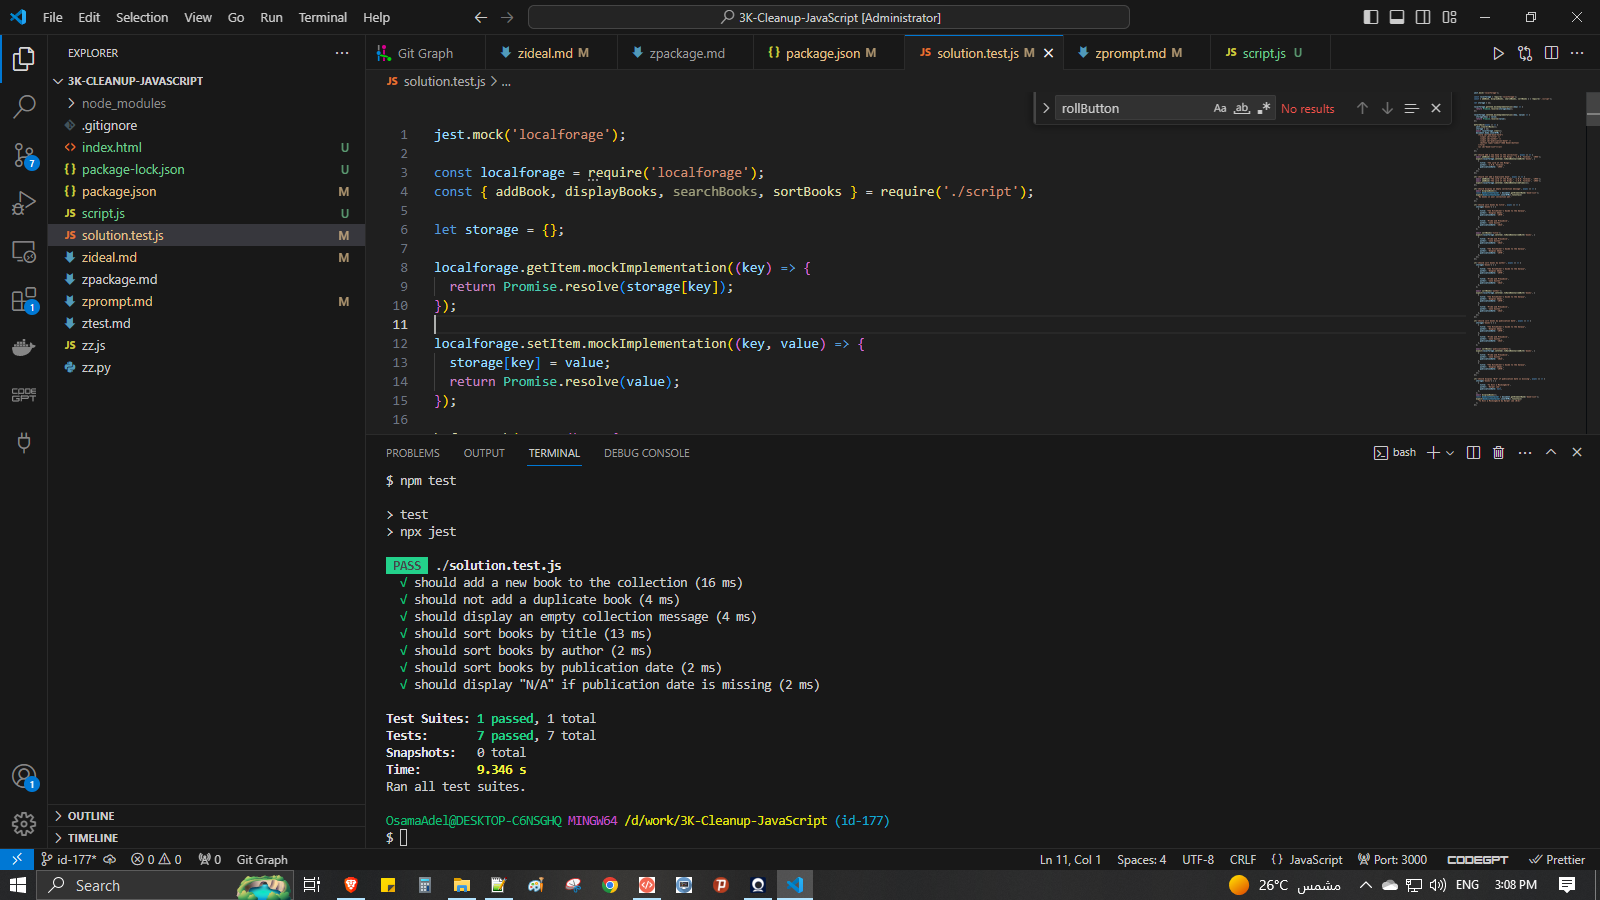 File Edit Selection View Go Run Terminal Help
3K-Cleanup-JavaScript [Administrator]
EXPLORER
3K-CLEANUP-JAVASCRIPT
node_modules
.gitignore
index.html U
package-lock.json U
package.json M
script.js U
solution.test.js M
zideal.md M
zpackage.md
zprompt.md M
ztest.md
zz.js
zz.py
OUTLINE
TIMELINE
7
1
CODE GPT
1
Git Graph
zideal.md M
zpackage.md
package.json M
solution.test.js M
zprompt.md M
script.js U
JS solution.test.js > ...
rollButton Aa ab .* No results
1 jest.mock('localforage');
2
3 const localforage = require('localforage');
4 const { addBook, displayBooks, searchBooks, sortBooks } = require('./script');
5
6 let storage = {};
7
8 localforage.getItem.mockImplementation((key) => {
9 return Promise.resolve(storage[key]);
10 });
11
12 localforage.setItem.mockImplementation((key, value) => {
13 storage[key] = value;
14 return Promise.resolve(value);
15 });
16
PROBLEMS OUTPUT TERMINAL DEBUG CONSOLE
bash
$ npm test
> test
> npx jest
PASS ./solution.test.js
√ should add a new book to the collection (16 ms)
√ should not add a duplicate book (4 ms)
√ should display an empty collection message (4 ms)
√ should sort books by title (13 ms)
√ should sort books by author (2 ms)
√ should sort books by publication date (2 ms)
√ should display "N/A" if publication date is missing (2 ms)
Test Suites: 1 passed, 1 total
Tests: 7 passed, 7 total
Snapshots: 0 total
Time: 9.346 s
Ran all test suites.
OsamaAdel@DESKTOP-C6NSGHQ MINGW64 /d/work/3K-Cleanup-JavaScript (id-177)
$
id-177* 0 0 0 Git Graph
Ln 11, Col 1 Spaces: 4 UTF-8 CRLF {} JavaScript Port: 3000 CODEGPT Prettier
Search
26°C مشمس ENG 3:08 PM